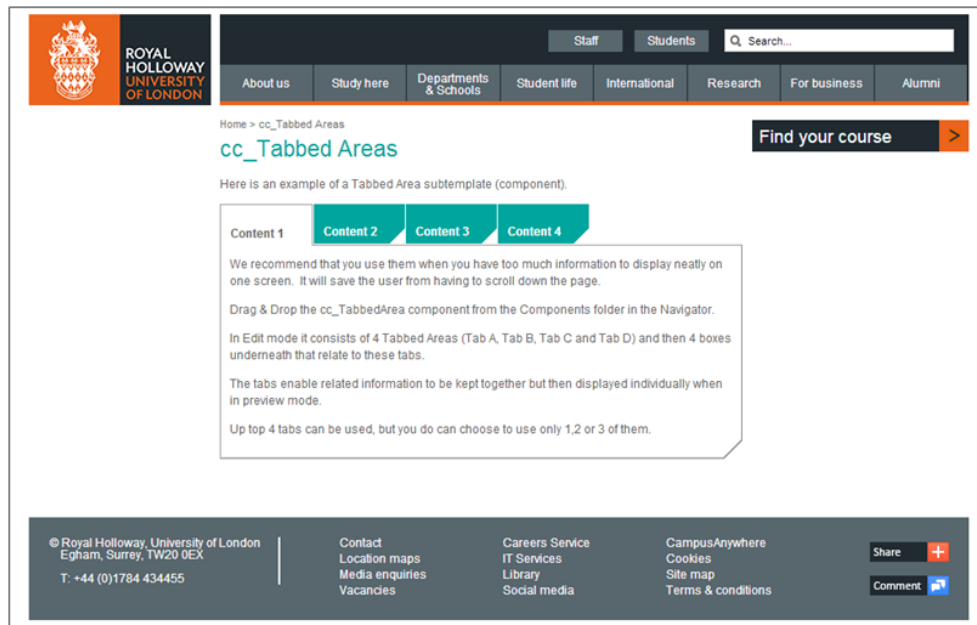 ROYAL
HOLLOWAY
UNIVERSITY
OF LONDON
Staff
Students
Search...
About us
Study here
Departments
& Schools
Student life
International
Research
For business
Alumni
Home > cc_Tabbed Areas
cc_Tabbed Areas
Find your course >
Here is an example of a Tabbed Area subtemplate (component).
Content 1
Content 2
Content 3
Content 4
We recommend that you use them when you have too much information to display neatly on
one screen. It will save the user from having to scroll down the page.
Drag & Drop the cc_TabbedArea component from the Components folder in the Navigator.
In Edit mode it consists of 4 Tabbed Areas (Tab A, Tab B, Tab C and Tab D) and then 4 boxes
underneath that relate to these tabs.
The tabs enable related information to be kept together but then displayed individually when
in preview mode.
Up top 4 tabs can be used, but you do can choose to use only 1,2 or 3 of them.
© Royal Holloway, University of London
Egham, Surrey, TW20 0EX
T: +44 (0)1784 434455
Contact
Location maps
Media enquiries
Vacancies
Careers Service
IT Services
Library
Social media
CampusAnywhere
Cookies
Site map
Terms & conditions
Share +
Comment